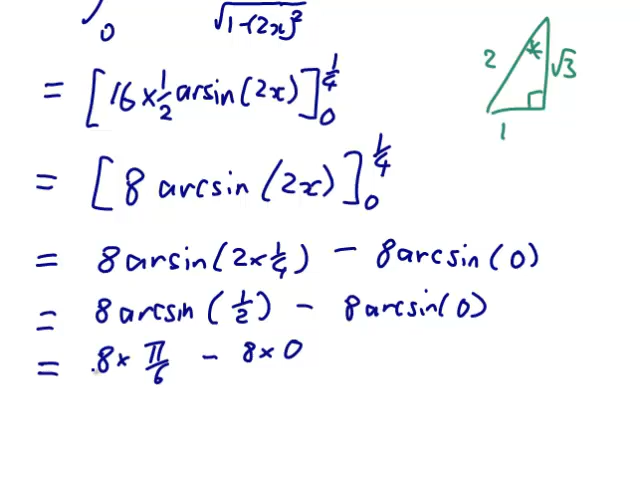 ∫ 0 √1-(2x)²
= [16 × 1/2 arsin(2x)] 1/4 0
= [8 arcsin(2x)] 1/4 0
= 8 arsin(2×1/4) - 8 arcsin(0)
= 8 arcsin(1/2) - 8 arcsin(0)
= .8 × π/6 - 8 × 0
2 * √3
1